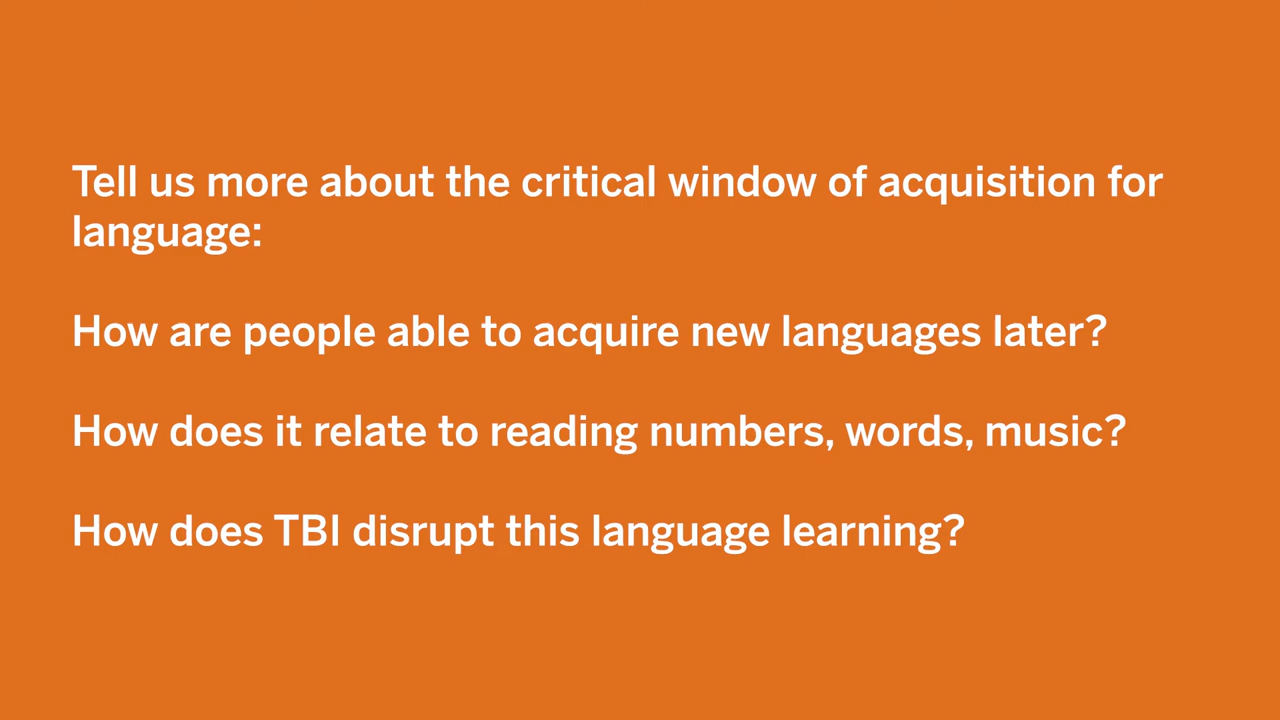 Tell us more about the critical window of acquisition for
language:
How are people able to acquire new languages later?
How does it relate to reading numbers, words, music?
How does TBI disrupt this language learning?